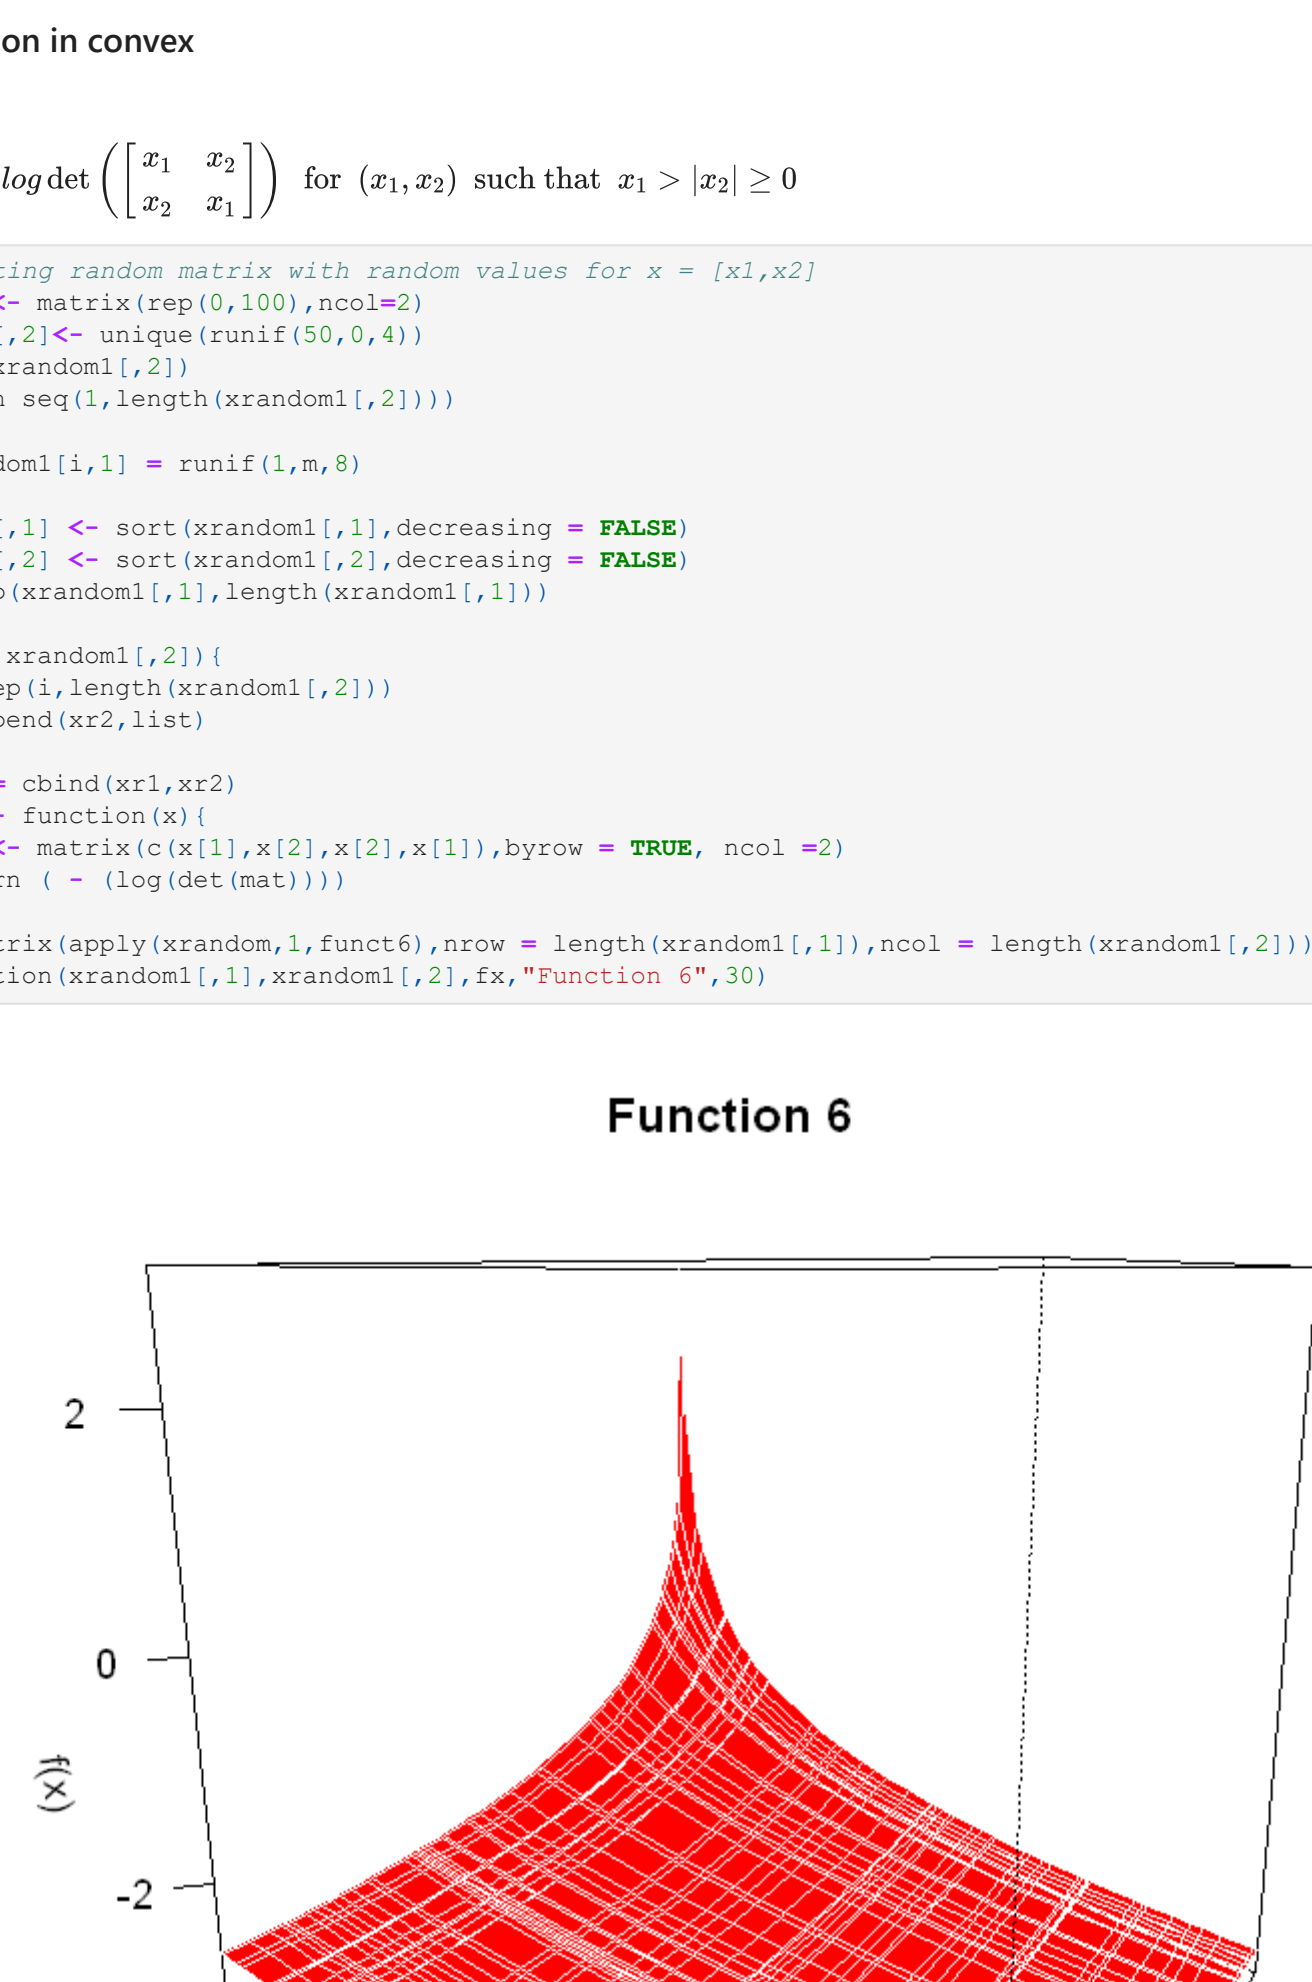 on in convex
log det ([ x1 x2
x2 x1 ]) for (x1, x2) such that x1 > |x2| ≥ 0
ting random matrix with random values for x = [x1,x2]
<- matrix(rep(0,100),ncol=2)
[,2]<- unique(runif(50,0,4))
xrandom1[,2])
n seq(1,length(xrandom1[,2])))
dom1[i,1] = runif(1,m,8)
[,1] <- sort(xrandom1[,1],decreasing = FALSE)
[,2] <- sort(xrandom1[,2],decreasing = FALSE)
p(xrandom1[,1],length(xrandom1[,1]))
xrandom1[,2]){
ep(i,length(xrandom1[,2]))
pend(xr2,list)
= cbind(xr1,xr2)
- function(x){
<- matrix(c(x[1],x[2],x[2],x[1]),byrow = TRUE, ncol =2)
rn ( - (log(det(mat))))
trix(apply(xrandom,1,funct6),nrow = length(xrandom1[,1]),ncol = length(xrandom1[,2]))
tion(xrandom1[,1],xrandom1[,2],fx,"Function 6",30)
Function 6
2
0
f(x)
-2